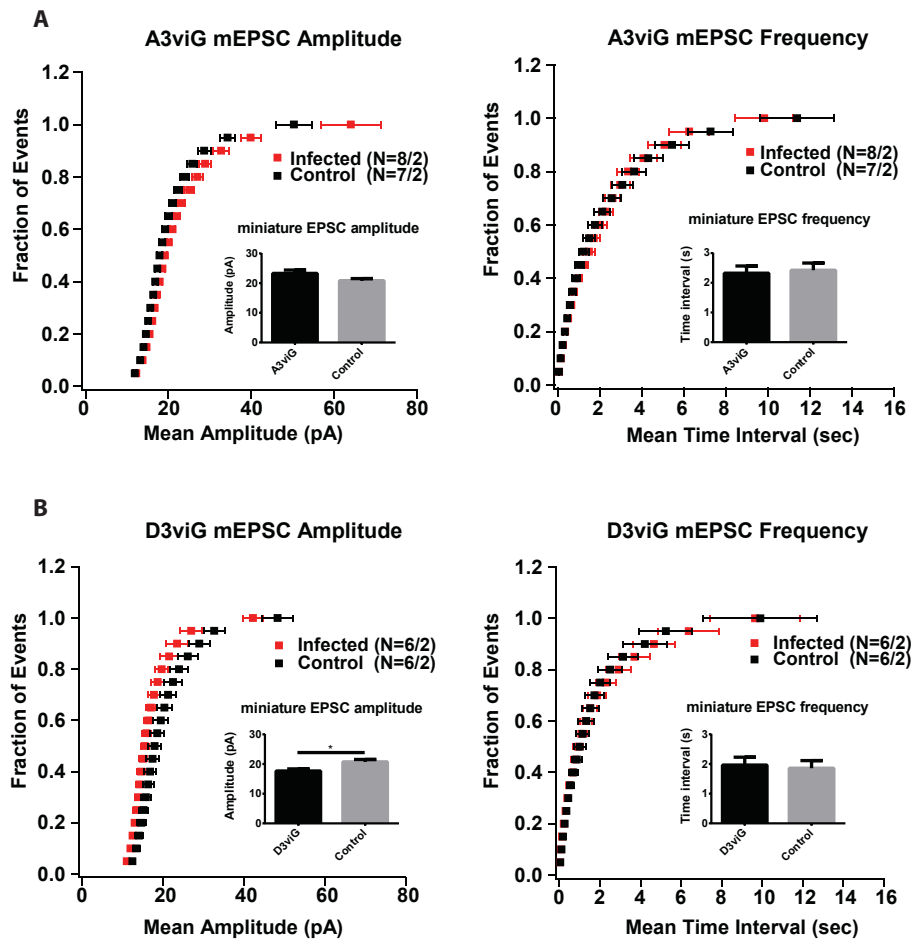 A
A3viG mEPSC Amplitude
Fraction of Events
1.2
1.0
0.8
0.6
0.4
0.2
0.0
Infected (N=8/2)
Control (N=7/2)
miniature EPSC amplitude
Amplitude (pA)
30
20
10
0
A3viG
Control
0
20
40
60
80
Mean Amplitude (pA)
A3viG mEPSC Frequency
Fraction of Events
1.2
1.0
0.8
0.6
0.4
0.2
0.0
Infected (N=8/2)
Control (N=7/2)
miniature EPSC frequency
Time interval (s)
3
2
1
0
A3viG
Control
0
2
4
6
8
10
12
14
16
Mean Time Interval (sec)
B
D3viG mEPSC Amplitude
Fraction of Events
1.2
1.0
0.8
0.6
0.4
0.2
0.0
Infected (N=6/2)
Control (N=6/2)
miniature EPSC amplitude
Amplitude (pA)
30
20
10
0
*
D3viG
Control
0
20
40
60
80
Mean Amplitude (pA)
D3viG mEPSC Frequency
Fraction of Events
1.2
1.0
0.8
0.6
0.4
0.2
0.0
Infected (N=6/2)
Control (N=6/2)
miniature EPSC frequency
Time interval (s)
3
2
1
0
D3viG
Control
0
2
4
6
8
10
12
14
16
Mean Time Interval (sec)